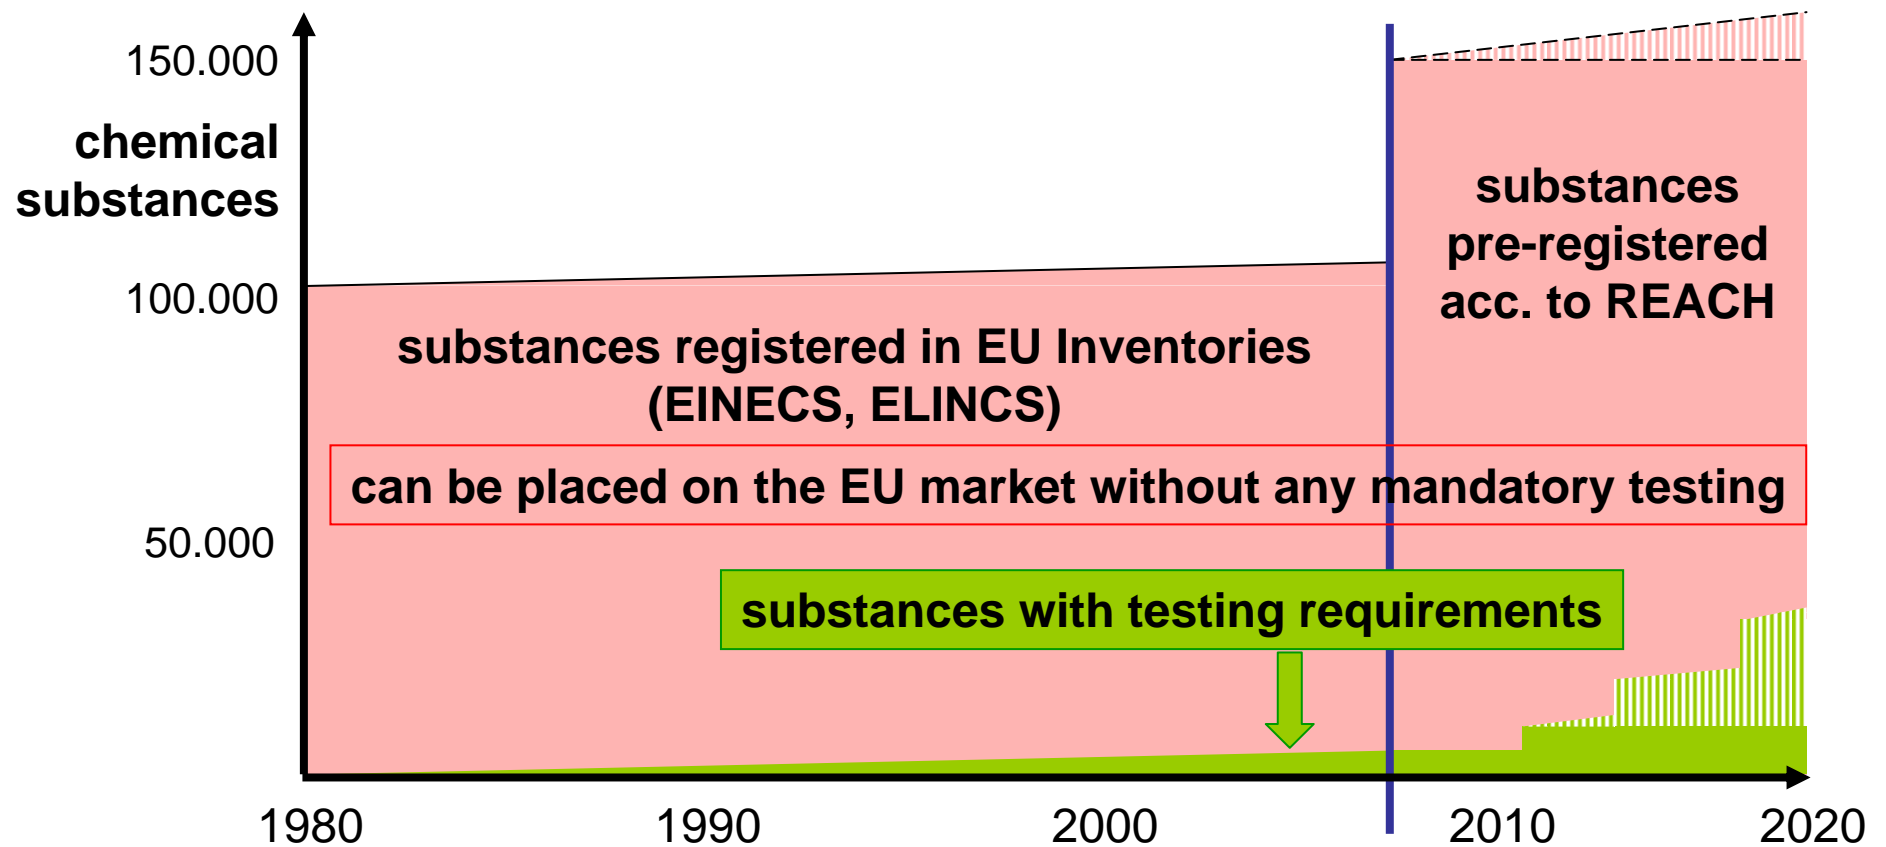 150.000
chemical
substances
100.000
50.000
substances
pre-registered
acc. to REACH
substances registered in EU Inventories
(EINECS, ELINCS)
can be placed on the EU market without any mandatory testing
substances with testing requirements
1980 1990 2000 2010 2020